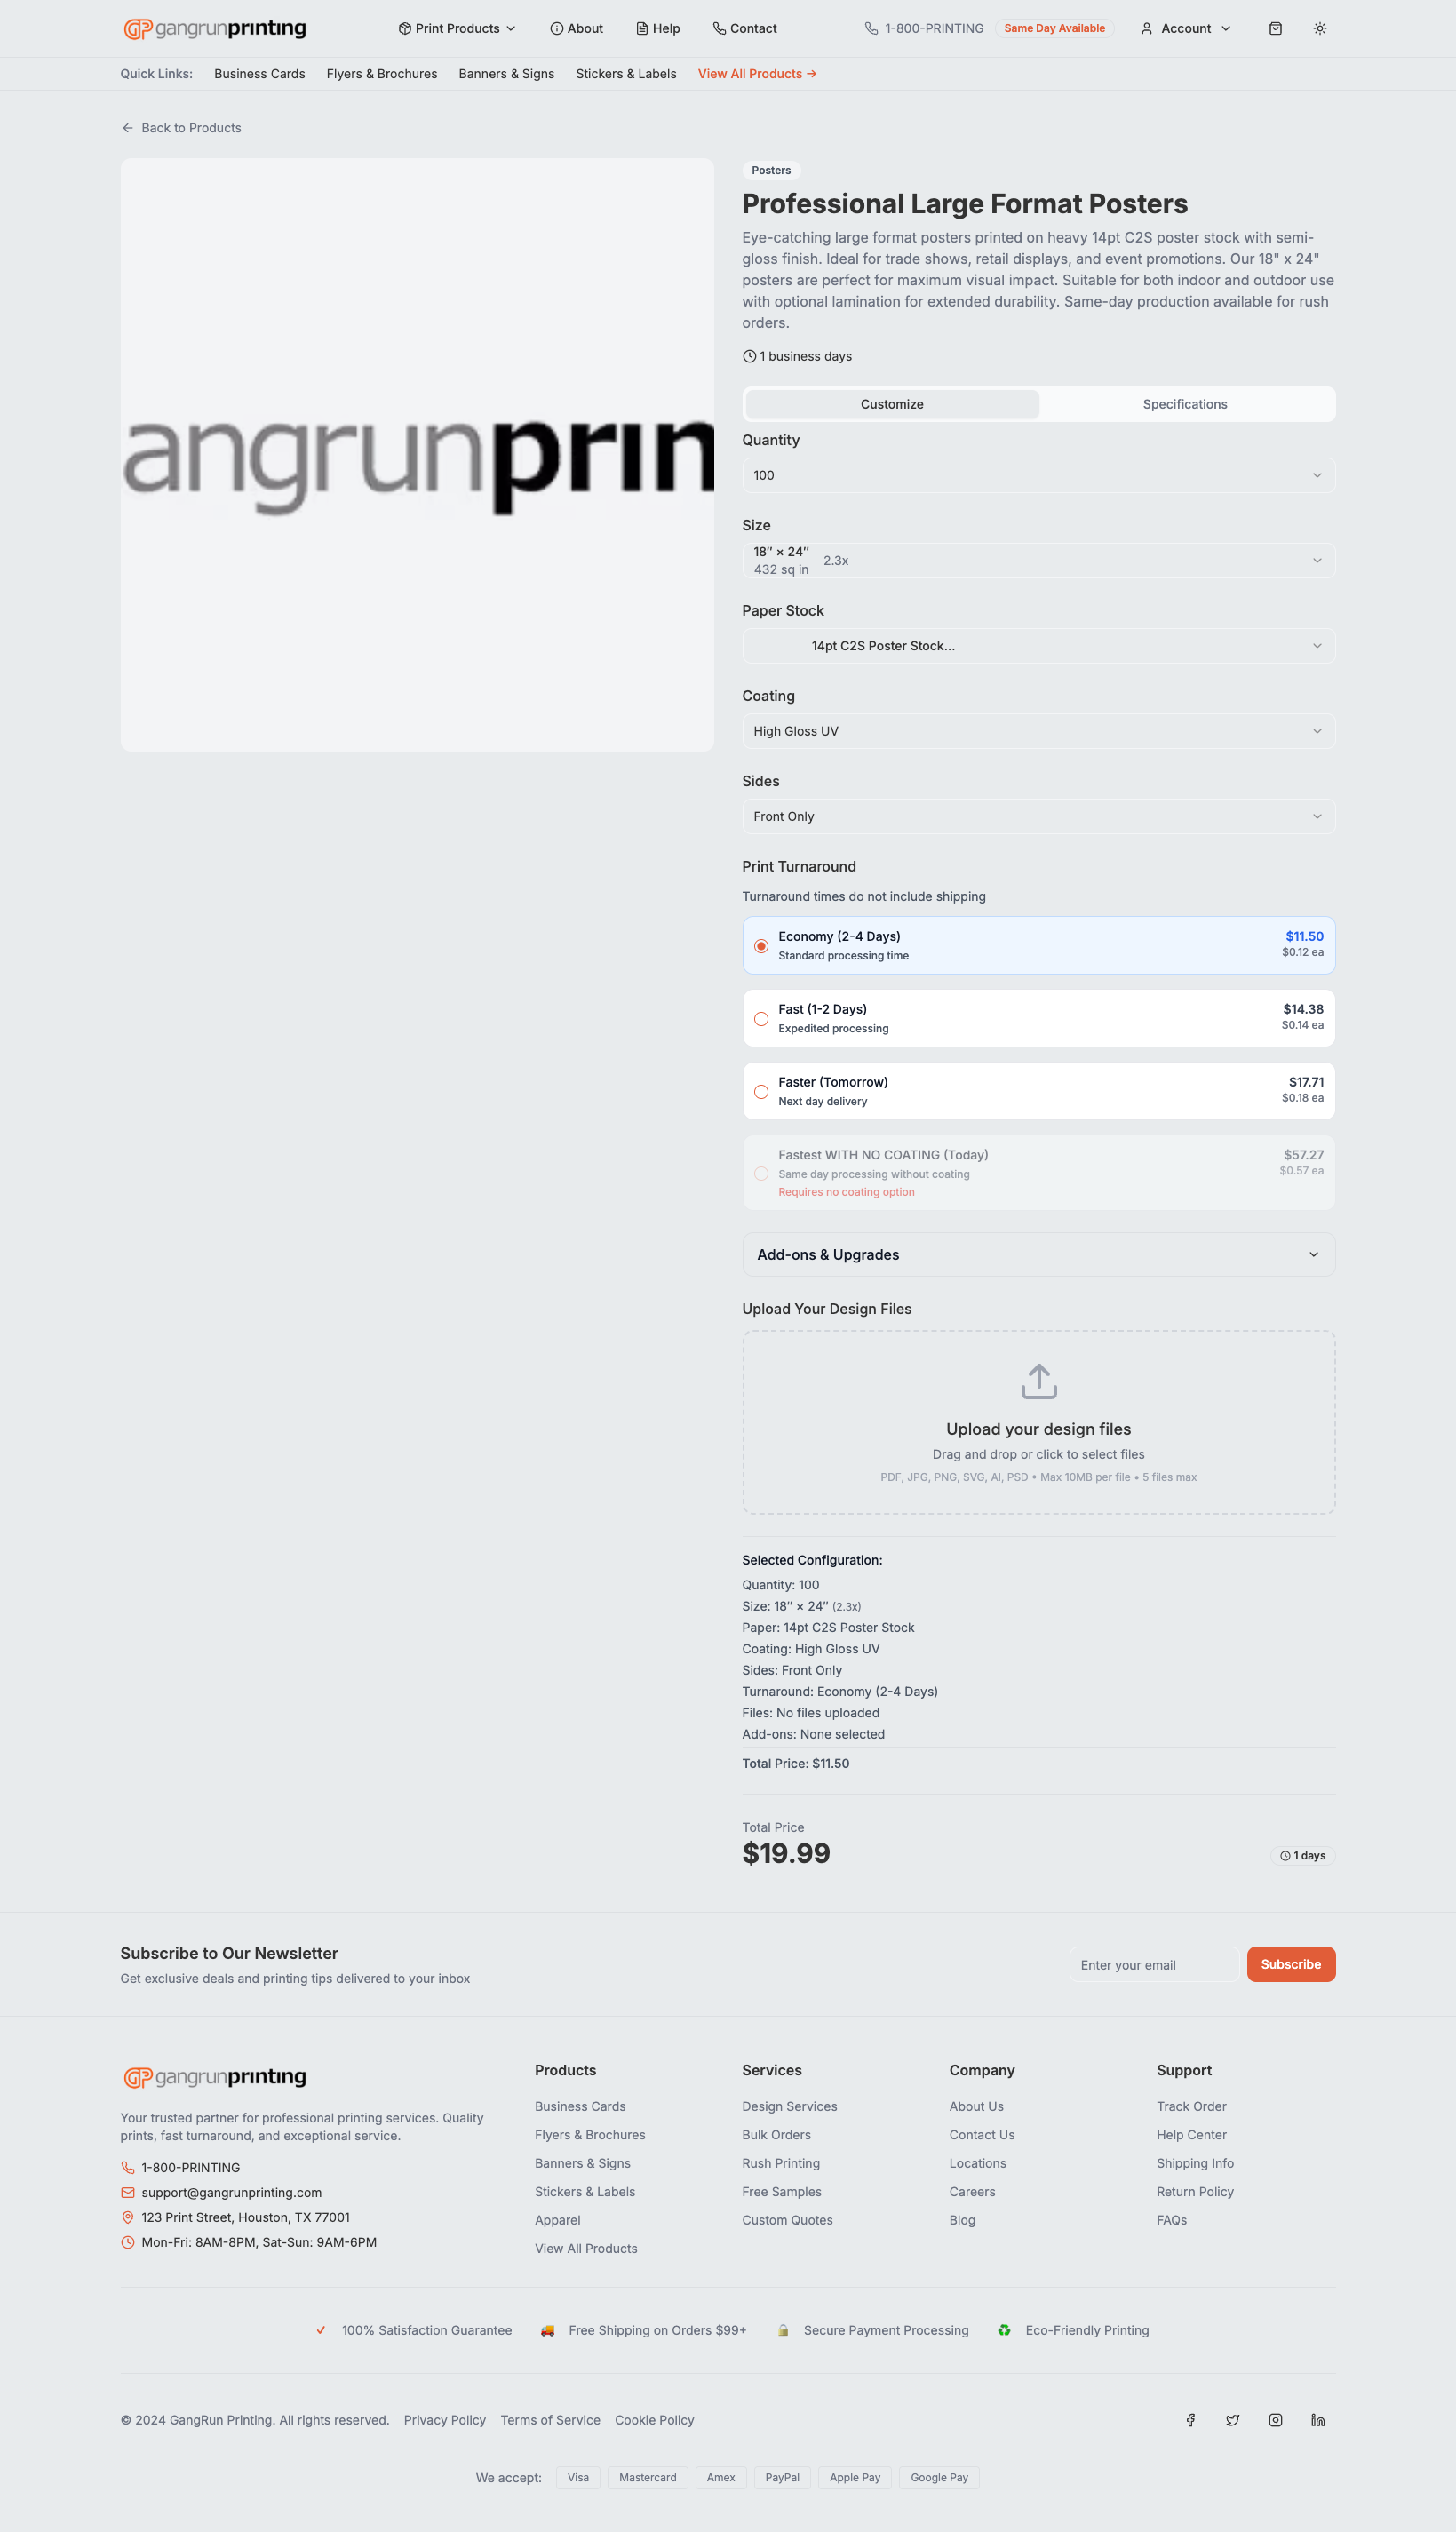 gangrunprinting
Print Products
About
Help
Contact
1-800-PRINTING
Same Day Available
Account
Quick Links:
Business Cards
Flyers & Brochures
Banners & Signs
Stickers & Labels
View All Products →
Back to Products
angrunprin
Posters
Professional Large Format Posters
Eye-catching large format posters printed on heavy 14pt C2S poster stock with semi-
gloss finish. Ideal for trade shows, retail displays, and event promotions. Our 18" x 24"
posters are perfect for maximum visual impact. Suitable for both indoor and outdoor use
with optional lamination for extended durability. Same-day production available for rush
orders.
1 business days
Customize
Specifications
Quantity
100
Size
18″ × 24″
432 sq in
2.3x
Paper Stock
14pt C2S Poster Stock...
Coating
High Gloss UV
Sides
Front Only
Print Turnaround
Turnaround times do not include shipping
Economy (2-4 Days)
$11.50
Standard processing time
$0.12 ea
Fast (1-2 Days)
$14.38
Expedited processing
$0.14 ea
Faster (Tomorrow)
$17.71
Next day delivery
$0.18 ea
Fastest WITH NO COATING (Today)
$57.27
Same day processing without coating
$0.57 ea
Requires no coating option
Add-ons & Upgrades
Upload Your Design Files
Upload your design files
Drag and drop or click to select files
PDF, JPG, PNG, SVG, AI, PSD • Max 10MB per file • 5 files max
Selected Configuration:
Quantity: 100
Size: 18″ × 24″ (2.3x)
Paper: 14pt C2S Poster Stock
Coating: High Gloss UV
Sides: Front Only
Turnaround: Economy (2-4 Days)
Files: No files uploaded
Add-ons: None selected
Total Price: $11.50
Total Price
$19.99
1 days
Subscribe to Our Newsletter
Get exclusive deals and printing tips delivered to your inbox
Enter your email
Subscribe
gangrunprinting
Your trusted partner for professional printing services. Quality
prints, fast turnaround, and exceptional service.
1-800-PRINTING
support@gangrunprinting.com
123 Print Street, Houston, TX 77001
Mon-Fri: 8AM-8PM, Sat-Sun: 9AM-6PM
Products
Business Cards
Flyers & Brochures
Banners & Signs
Stickers & Labels
Apparel
View All Products
Services
Design Services
Bulk Orders
Rush Printing
Free Samples
Custom Quotes
Company
About Us
Contact Us
Locations
Careers
Blog
Support
Track Order
Help Center
Shipping Info
Return Policy
FAQs
100% Satisfaction Guarantee
Free Shipping on Orders $99+
Secure Payment Processing
Eco-Friendly Printing
© 2024 GangRun Printing. All rights reserved.
Privacy Policy
Terms of Service
Cookie Policy
We accept:
Visa
Mastercard
Amex
PayPal
Apple Pay
Google Pay